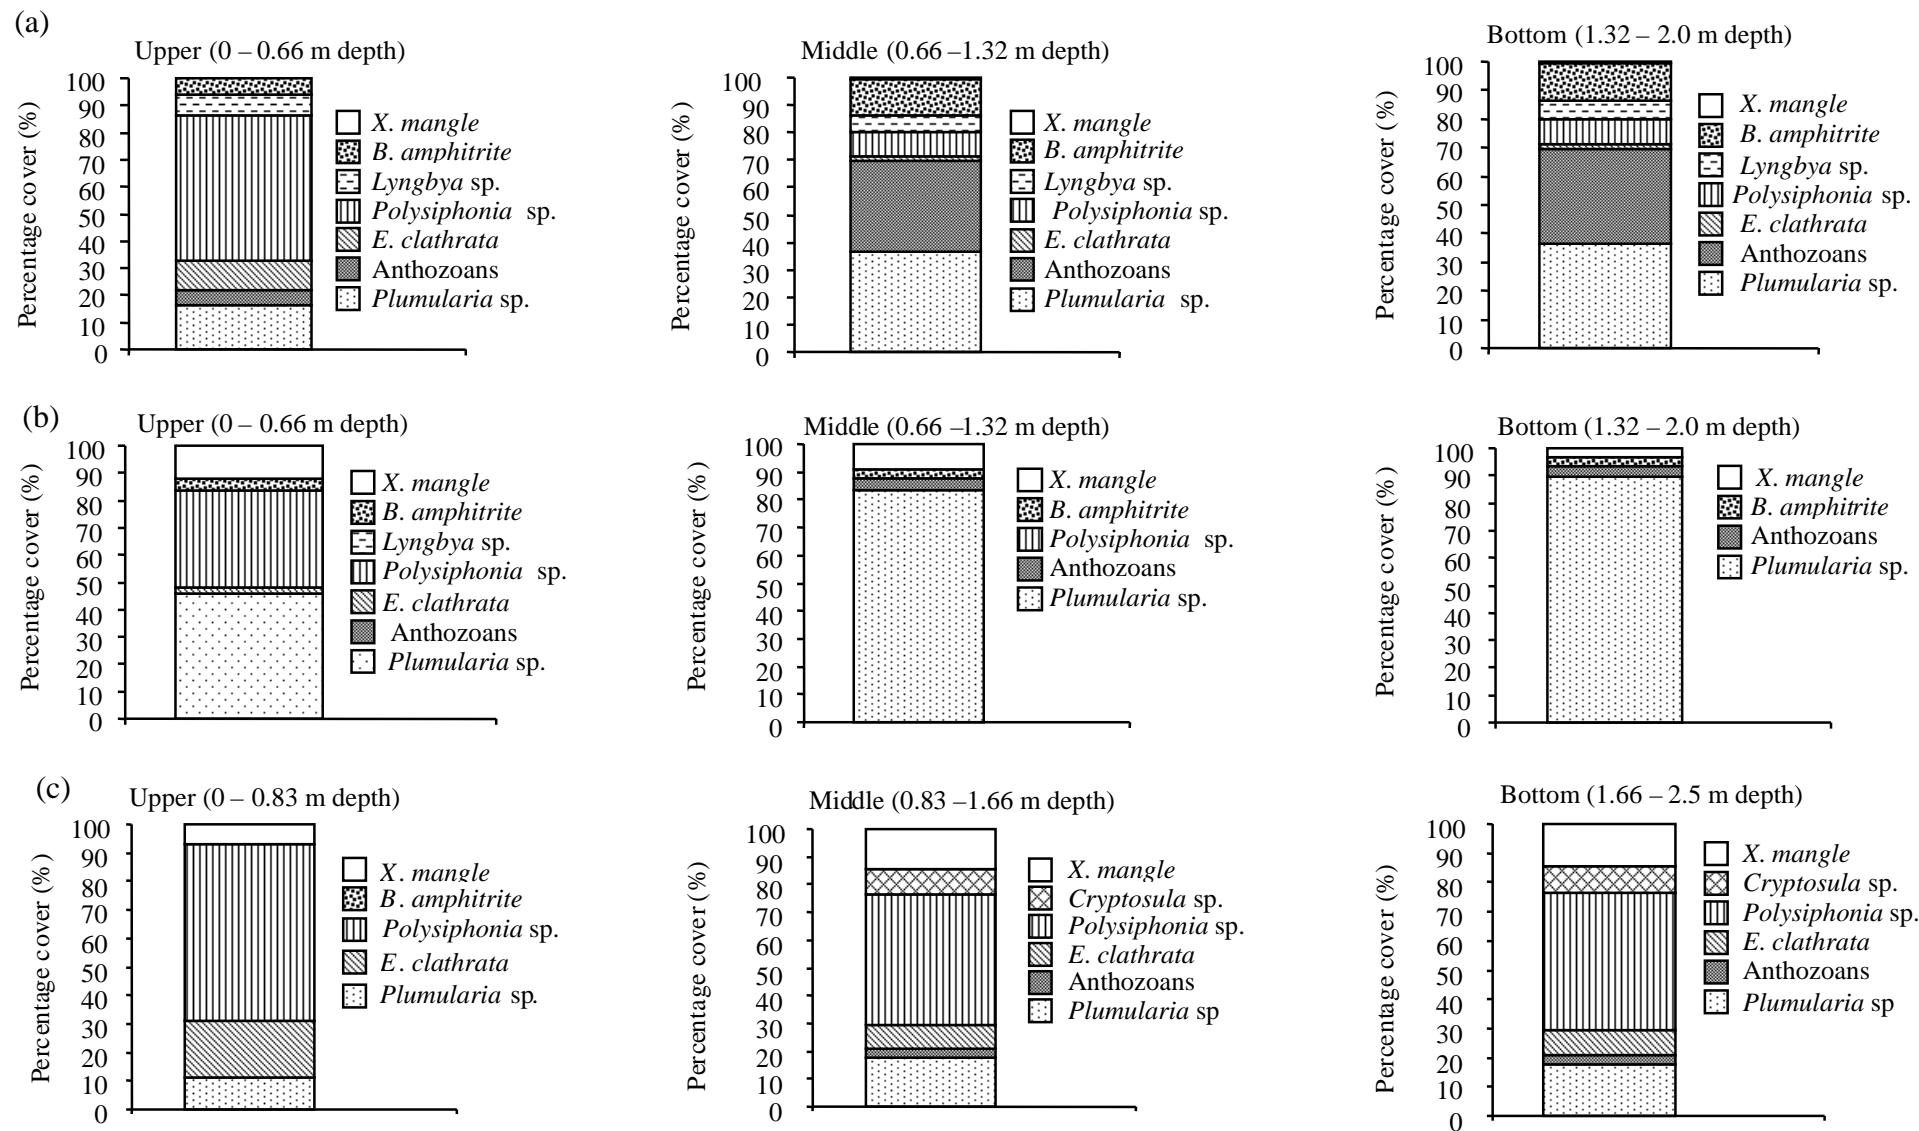 (a)
Upper (0 – 0.66 m depth)
Percentage cover (%)
100
90
80
70
60
50
40
30
20
10
0
X. mangle
B. amphitrite
Lyngbya sp.
Polysiphonia sp.
E. clathrata
Anthozoans
Plumularia sp.
Middle (0.66 –1.32 m depth)
Percentage cover (%)
100
90
80
70
60
50
40
30
20
10
0
X. mangle
B. amphitrite
Lyngbya sp.
Polysiphonia sp.
E. clathrata
Anthozoans
Plumularia sp.
Bottom (1.32 – 2.0 m depth)
Percentage cover (%)
100
90
80
70
60
50
40
30
20
10
0
X. mangle
B. amphitrite
Lyngbya sp.
Polysiphonia sp.
E. clathrata
Anthozoans
Plumularia sp.
(b)
Upper (0 – 0.66 m depth)
Percentage cover (%)
100
90
80
70
60
50
40
30
20
10
0
X. mangle
B. amphitrite
Lyngbya sp.
Polysiphonia sp.
E. clathrata
Anthozoans
Plumularia sp.
Middle (0.66 –1.32 m depth)
Percentage cover (%)
100
90
80
70
60
50
40
30
20
10
0
X. mangle
B. amphitrite
Polysiphonia sp.
Anthozoans
Plumularia sp.
Bottom (1.32 – 2.0 m depth)
Percentage cover (%)
100
90
80
70
60
50
40
30
20
10
0
X. mangle
B. amphitrite
Anthozoans
Plumularia sp.
(c)
Upper (0 – 0.83 m depth)
Percentage cover (%)
100
90
80
70
60
50
40
30
20
10
0
X. mangle
B. amphitrite
Polysiphonia sp.
E. clathrata
Plumularia sp.
Middle (0.83 –1.66 m depth)
Percentage cover (%)
100
90
80
70
60
50
40
30
20
10
0
X. mangle
Cryptosula sp.
Polysiphonia sp.
E. clathrata
Anthozoans
Plumularia sp
Bottom (1.66 – 2.5 m depth)
Percentage cover (%)
100
90
80
70
60
50
40
30
20
10
0
X. mangle
Cryptosula sp.
Polysiphonia sp.
E. clathrata
Anthozoans
Plumularia sp